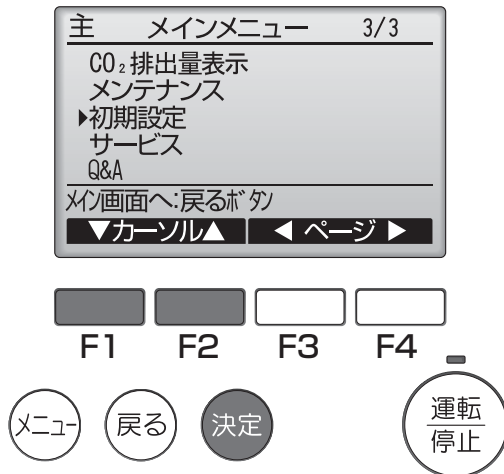 主 メインメニュー 3/3
CO₂排出量表示
メンテナンス
▶初期設定
サービス
Q&A
メイン画面へ:戻るボタン
▼カーソル▲ ◀ ページ ▶
F1 F2 F3 F4
メニュー 戻る 決定 運転
停止